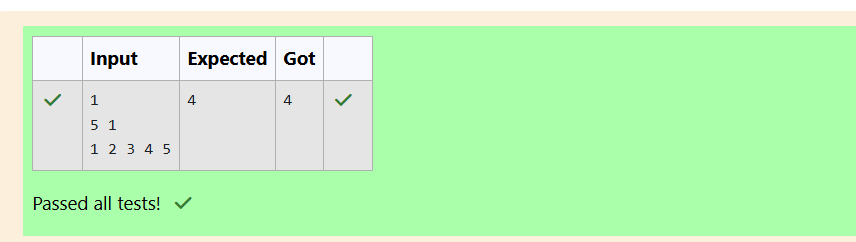 Input Expected Got
1 4 4
5 1
1 2 3 4 5
Passed all tests!